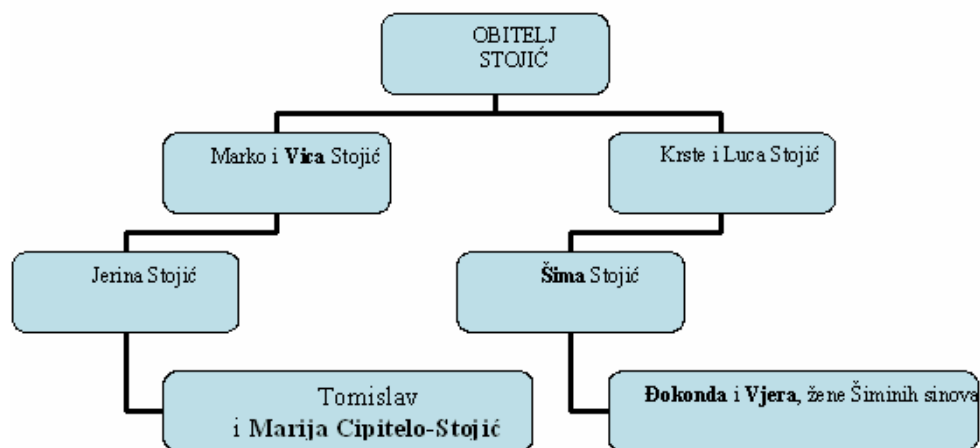 OBITELJ
STOJIĆ
Marko i Vica Stojić
Krste i Luca Stojić
Jerina Stojić
Šima Stojić
Tomislav
i Marija Cipitelo-Stojić
Đokonda i Vjera, žene Šiminih sinova